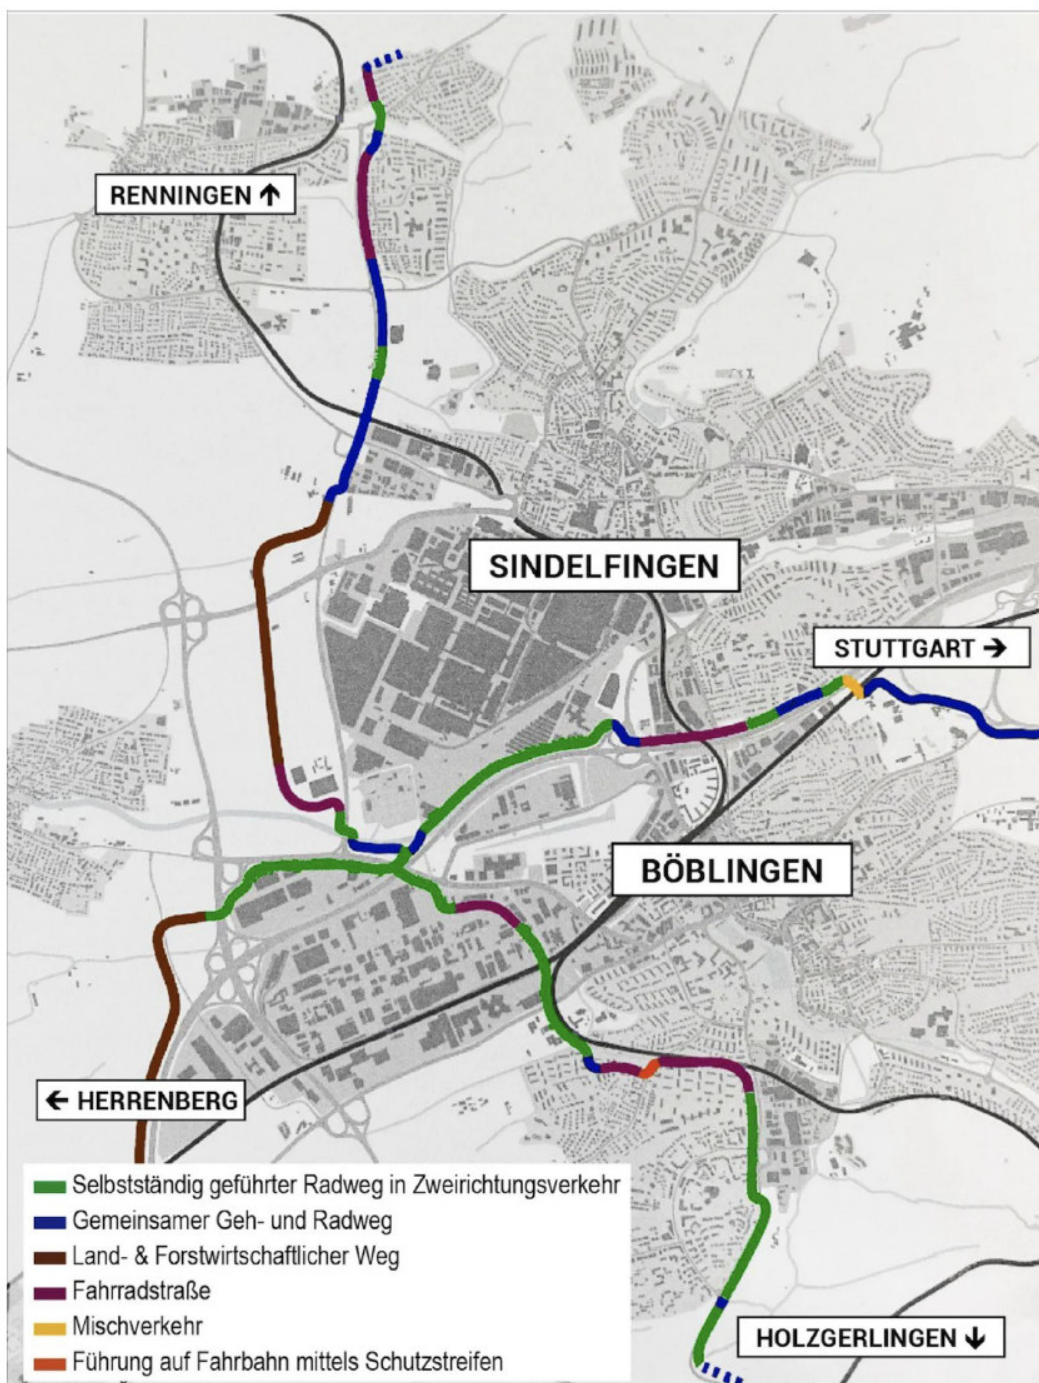 RENNINGEN ↑
SINDELFINGEN
STUTTGART →
BÖBLINGEN
← HERRENBERG
Selbstständig geführter Radweg in Zweirichtungsverkehr
Gemeinsamer Geh- und Radweg
Land- & Forstwirtschaftlicher Weg
Fahrradstraße
Mischverkehr
Führung auf Fahrbahn mittels Schutzstreifen
HOLZGERLINGEN ↓